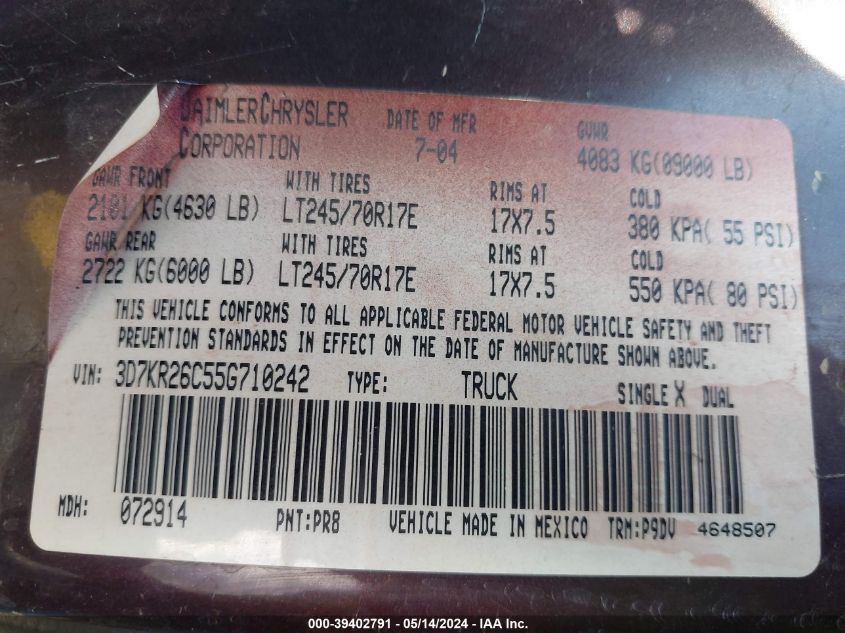 DAIMLERCHRYSLER CORPORATION DATE OF MFR 7-04 GVWR 4083 KG(09000 LB)
GAWR FRONT WITH TIRES RIMS AT COLD
2101 KG(4630 LB) LT245/70R17E 17X7.5 380 KPA( 55 PSI)
GAWR REAR WITH TIRES RIMS AT COLD
2722 KG(6000 LB) LT245/70R17E 17X7.5 550 KPA( 80 PSI)
THIS VEHICLE CONFORMS TO ALL APPLICABLE FEDERAL MOTOR VEHICLE SAFETY AND THEFT
PREVENTION STANDARDS IN EFFECT ON THE DATE OF MANUFACTURE SHOWN ABOVE.
VIN: 3D7KR26C55G710242 TYPE: TRUCK SINGLE X DUAL
MDH: 072914 PNT:PR8 VEHICLE MADE IN MEXICO TRM:P9DV 4648507
000-39402791 - 05/14/2024 - IAA Inc.